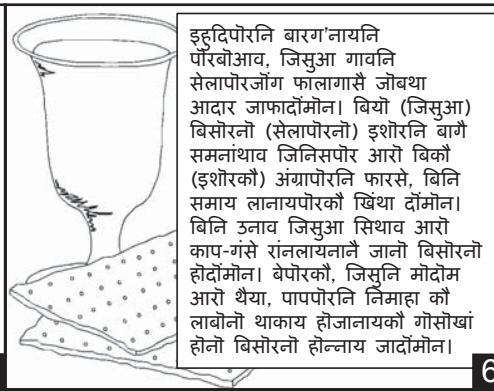 इहुदिपोरनि बारग'नायनि
पोरबॊआव, जिसुआ गावनि
सेलापोरजोंग फालागासै जॊबथा
आदार जाफादोंमोन। बियो (जिसुआ)
बिसोरनॊ (सेलापोरनॊ) इशोरनि बागै
समनांथाव जिनिसपोर आरॊ बिकौ
(इशोरकौ) अंग्रापोरनि फारसे, बिनि
समाय लानायपोरकौ खिंथा दोंमोन।
बिनि उनाव जिसुआ सिथाव आरॊ
काप-गंसे रांनलायनानै जानॊ बिसोरनॊ
हॊदोंमोन। बेपोरकौ, जिसुनि मॊदोम
आरॊ थैया, पापपोरनि निमाहा कौ
लाबोनॊ थाकाय हॊजानायकौ गोसोखां
हॊनॊ बिसोरनॊ हॊन्नाय जादोंमोन।
6